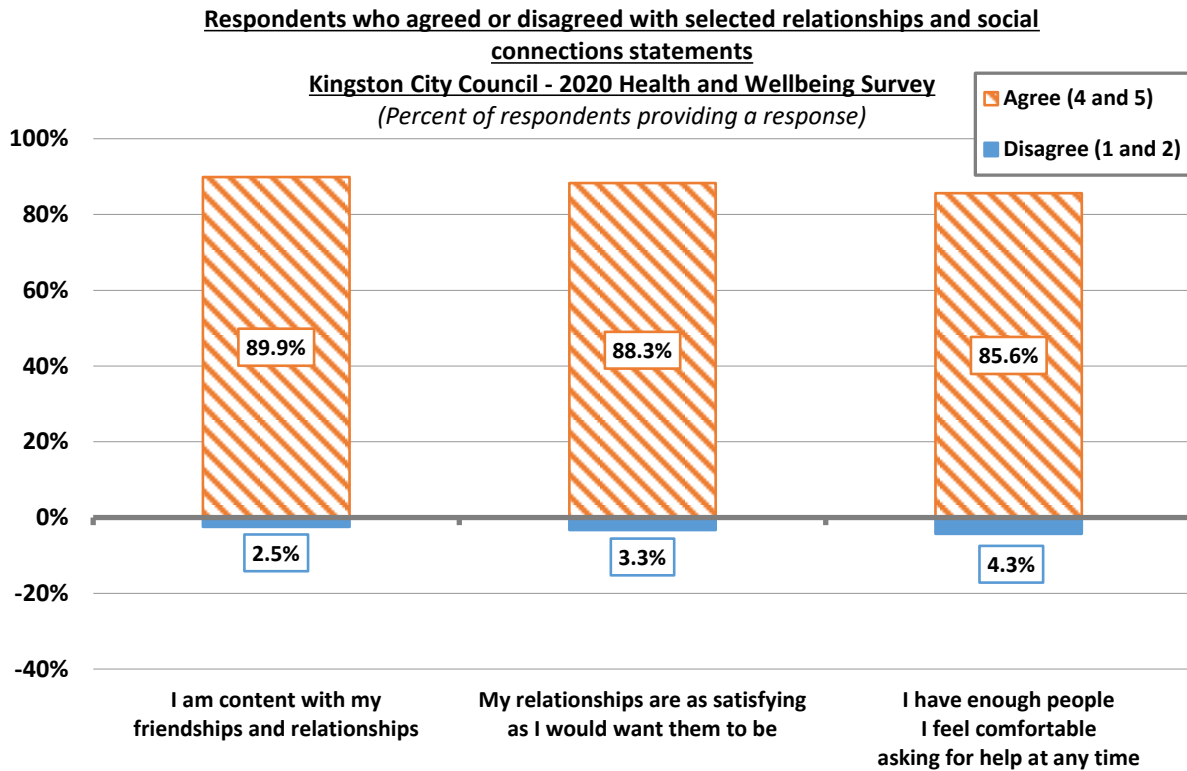 Respondents who agreed or disagreed with selected relationships and social
connections statements
Kingston City Council - 2020 Health and Wellbeing Survey
(Percent of respondents providing a response)
Agree (4 and 5)
Disagree (1 and 2)
100%
80%
60%
40%
20%
0%
-20%
-40%
89.9%
88.3%
85.6%
2.5%
3.3%
4.3%
I am content with my
friendships and relationships
My relationships are as satisfying
as I would want them to be
I have enough people
I feel comfortable
asking for help at any time